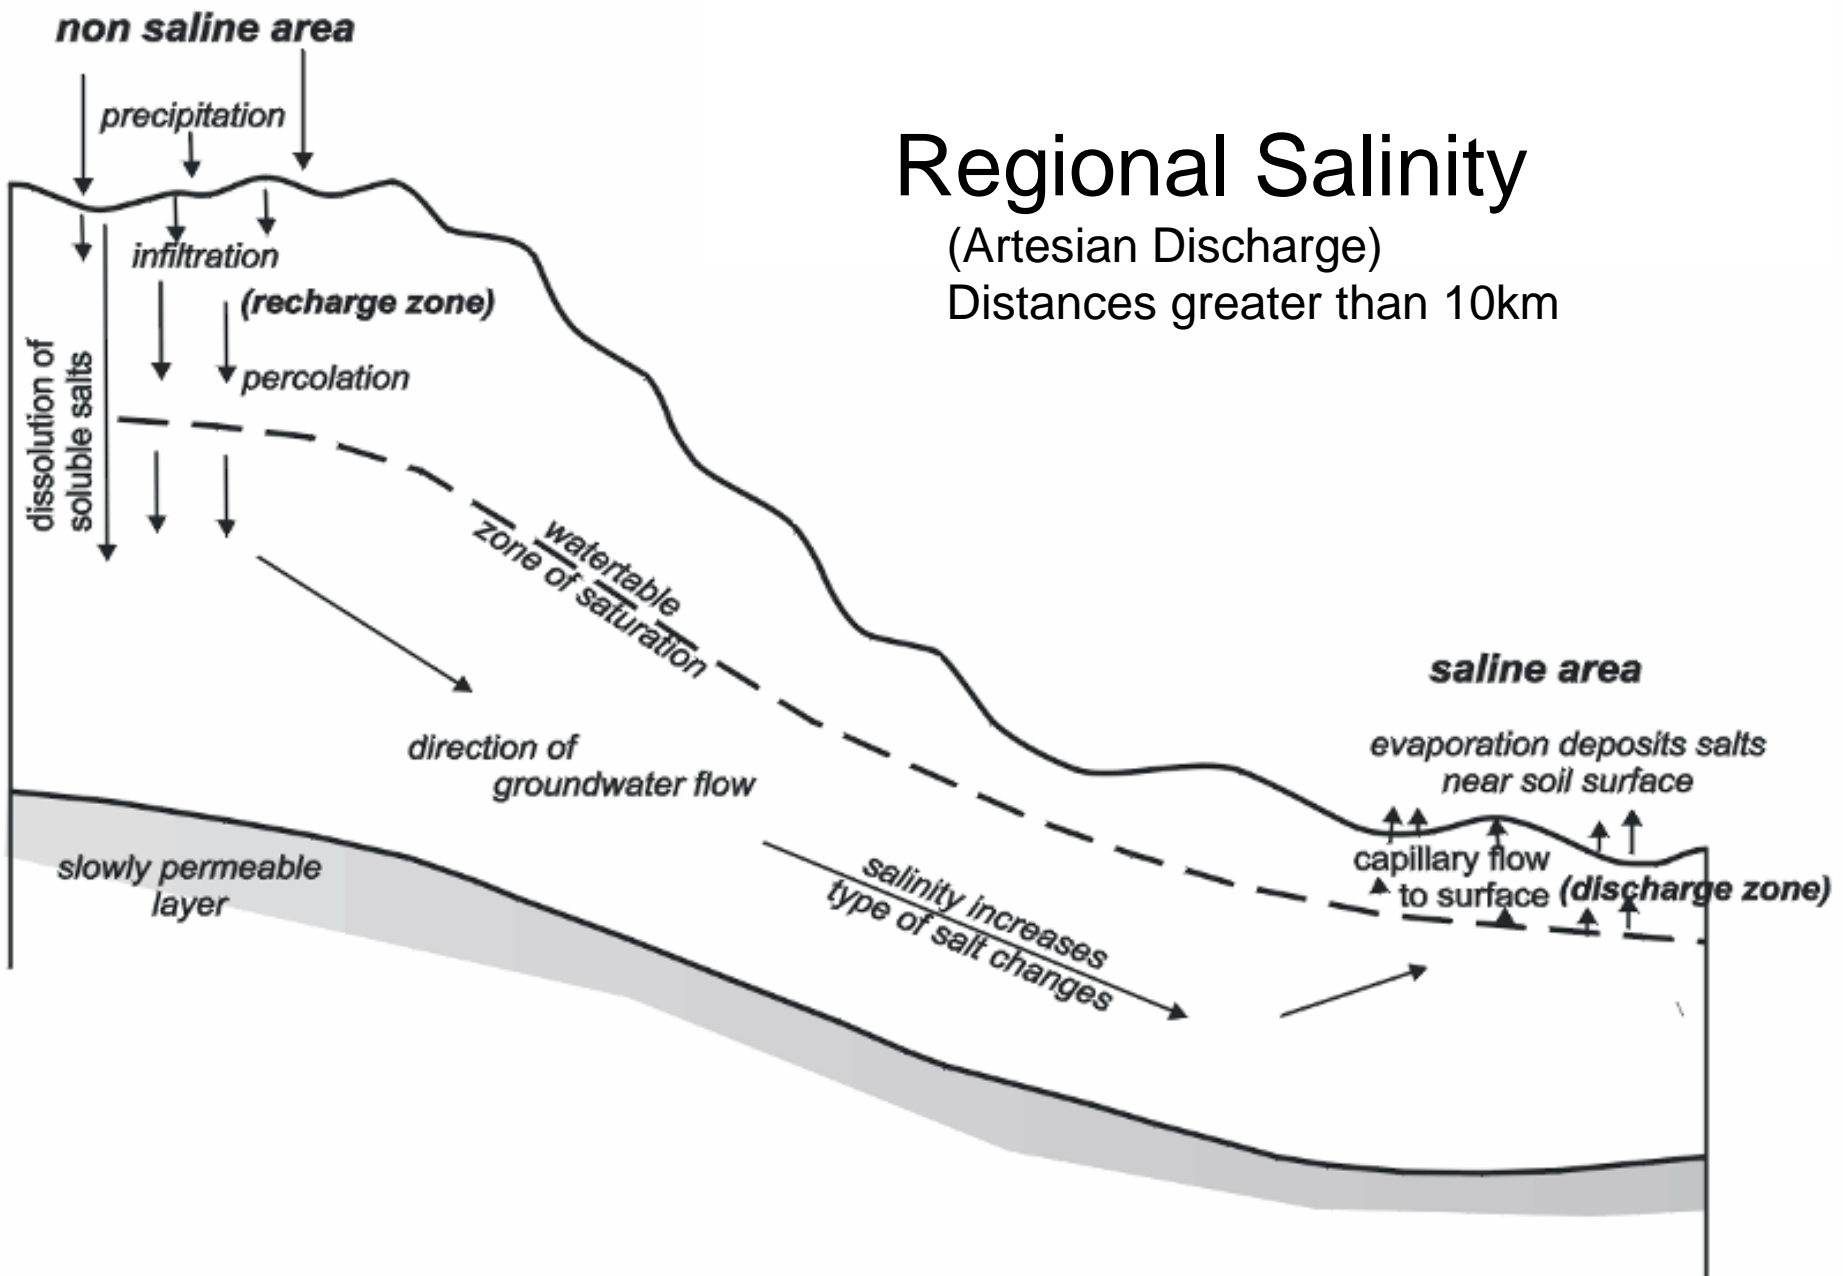 non saline area
precipitation
Regional Salinity
(Artesian Discharge)
Distances greater than 10km
infiltration
(recharge zone)
percolation
dissolution of
soluble salts
watertable
zone of saturation
direction of
groundwater flow
slowly permeable
layer
salinity increases
type of salt changes
saline area
evaporation deposits salts
near soil surface
capillary flow
to surface (discharge zone)